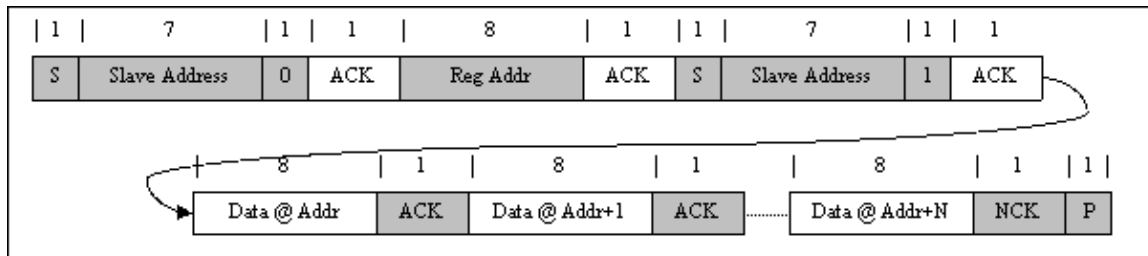 | 1 | 7 | 1 | 1 | 8 | 1 | 1 | 7 | 1 | 1
S Slave Address 0 ACK Reg Addr ACK S Slave Address 1 ACK
| 8 | 1 | 8 | 1 | 8 | 1 | 1 |
Data @ Addr ACK Data @ Addr+1 ACK .......... Data @ Addr+N NCK P